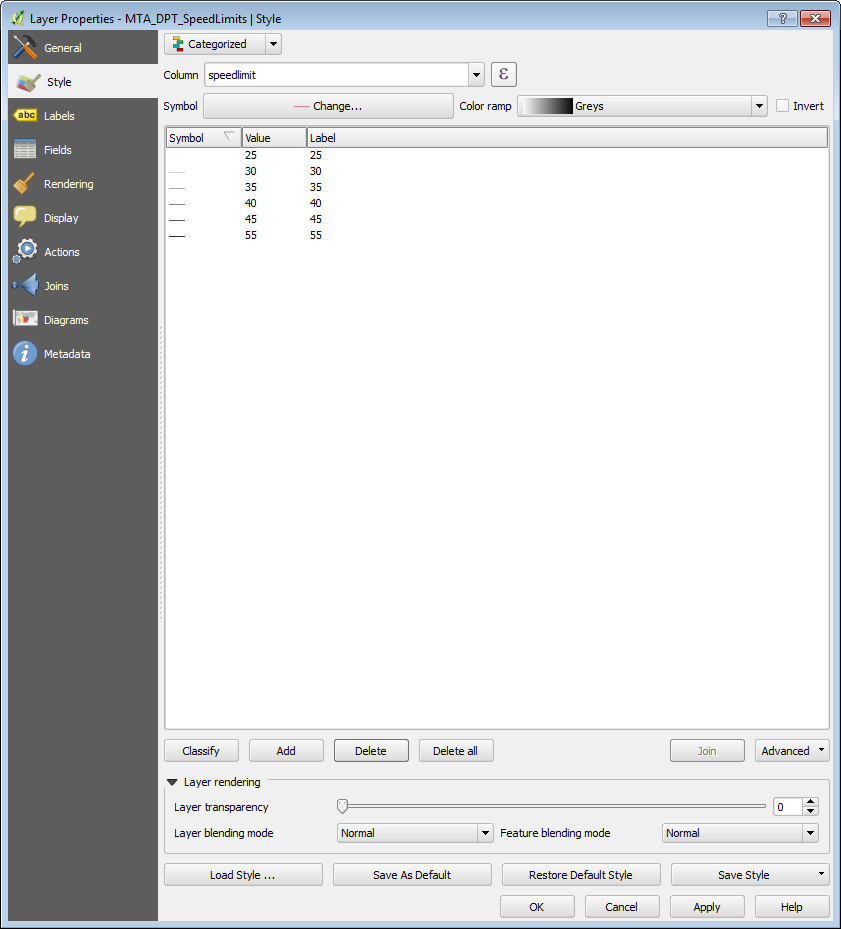 Layer Properties - MTA_DPT_SpeedLimits | Style
General
Style
abc Labels
Fields
Rendering
Display
Actions
Joins
Diagrams
i Metadata
Categorized
Column speedlimit ε
Symbol Change... Color ramp Greys Invert
Symbol Value Label
25 25
30 30
35 35
40 40
45 45
55 55
Classify Add Delete Delete all Join Advanced
Layer rendering
Layer transparency 0
Layer blending mode Normal Feature blending mode Normal
Load Style ... Save As Default Restore Default Style Save Style
OK Cancel Apply Help